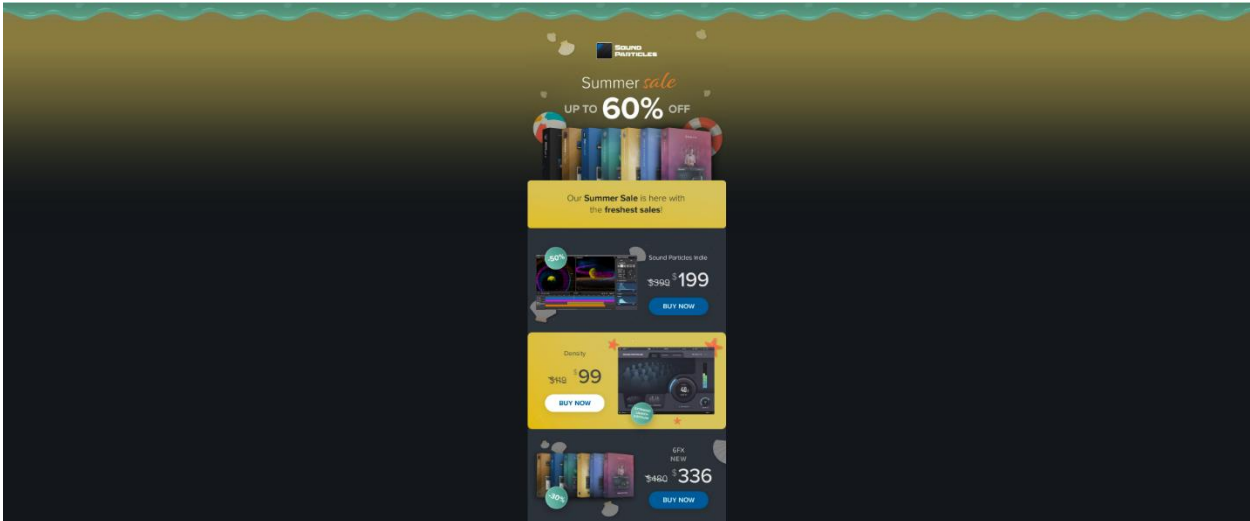 SOUND
PARTICLES
Summer sale
UP TO 60% OFF
Our Summer Sale is here with
the freshest sales!
-50%
Sound Particles Indie
$399 $199
BUY NOW
Density
$149 $99
BUY NOW
6FX
NEW
$480 $336
-30%
BUY NOW